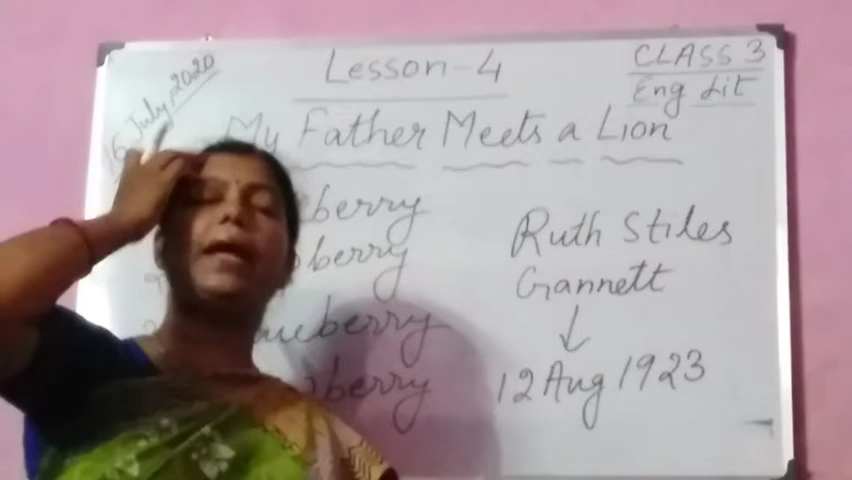 16 July, 2020
Lesson-4
CLASS 3
Eng Lit
My Father Meets a Lion
berry
berry
ueberry
berry
Ruth Stiles
Gannett
↓
12 Aug 1923